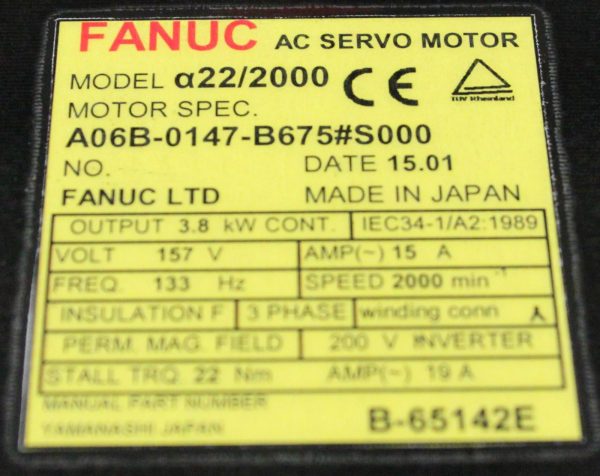 FANUC AC SERVO MOTOR
MODEL α22/2000 CE TUV Rheinland
MOTOR SPEC.
A06B-0147-B675#S000
NO. DATE 15.01
FANUC LTD MADE IN JAPAN
OUTPUT 3.8 kW CONT. IEC34-1/A2:1989
VOLT 157 V AMP(~) 15 A
FREQ. 133 Hz SPEED 2000 min⁻¹
INSULATION F 3 PHASE winding conn
PERM. MAG. FIELD 200 V INVERTER
STALL TRQ. 22 Nm AMP(~) 19 A
MANUAL PART NUMBER B-65142E
YAMANASHI JAPAN